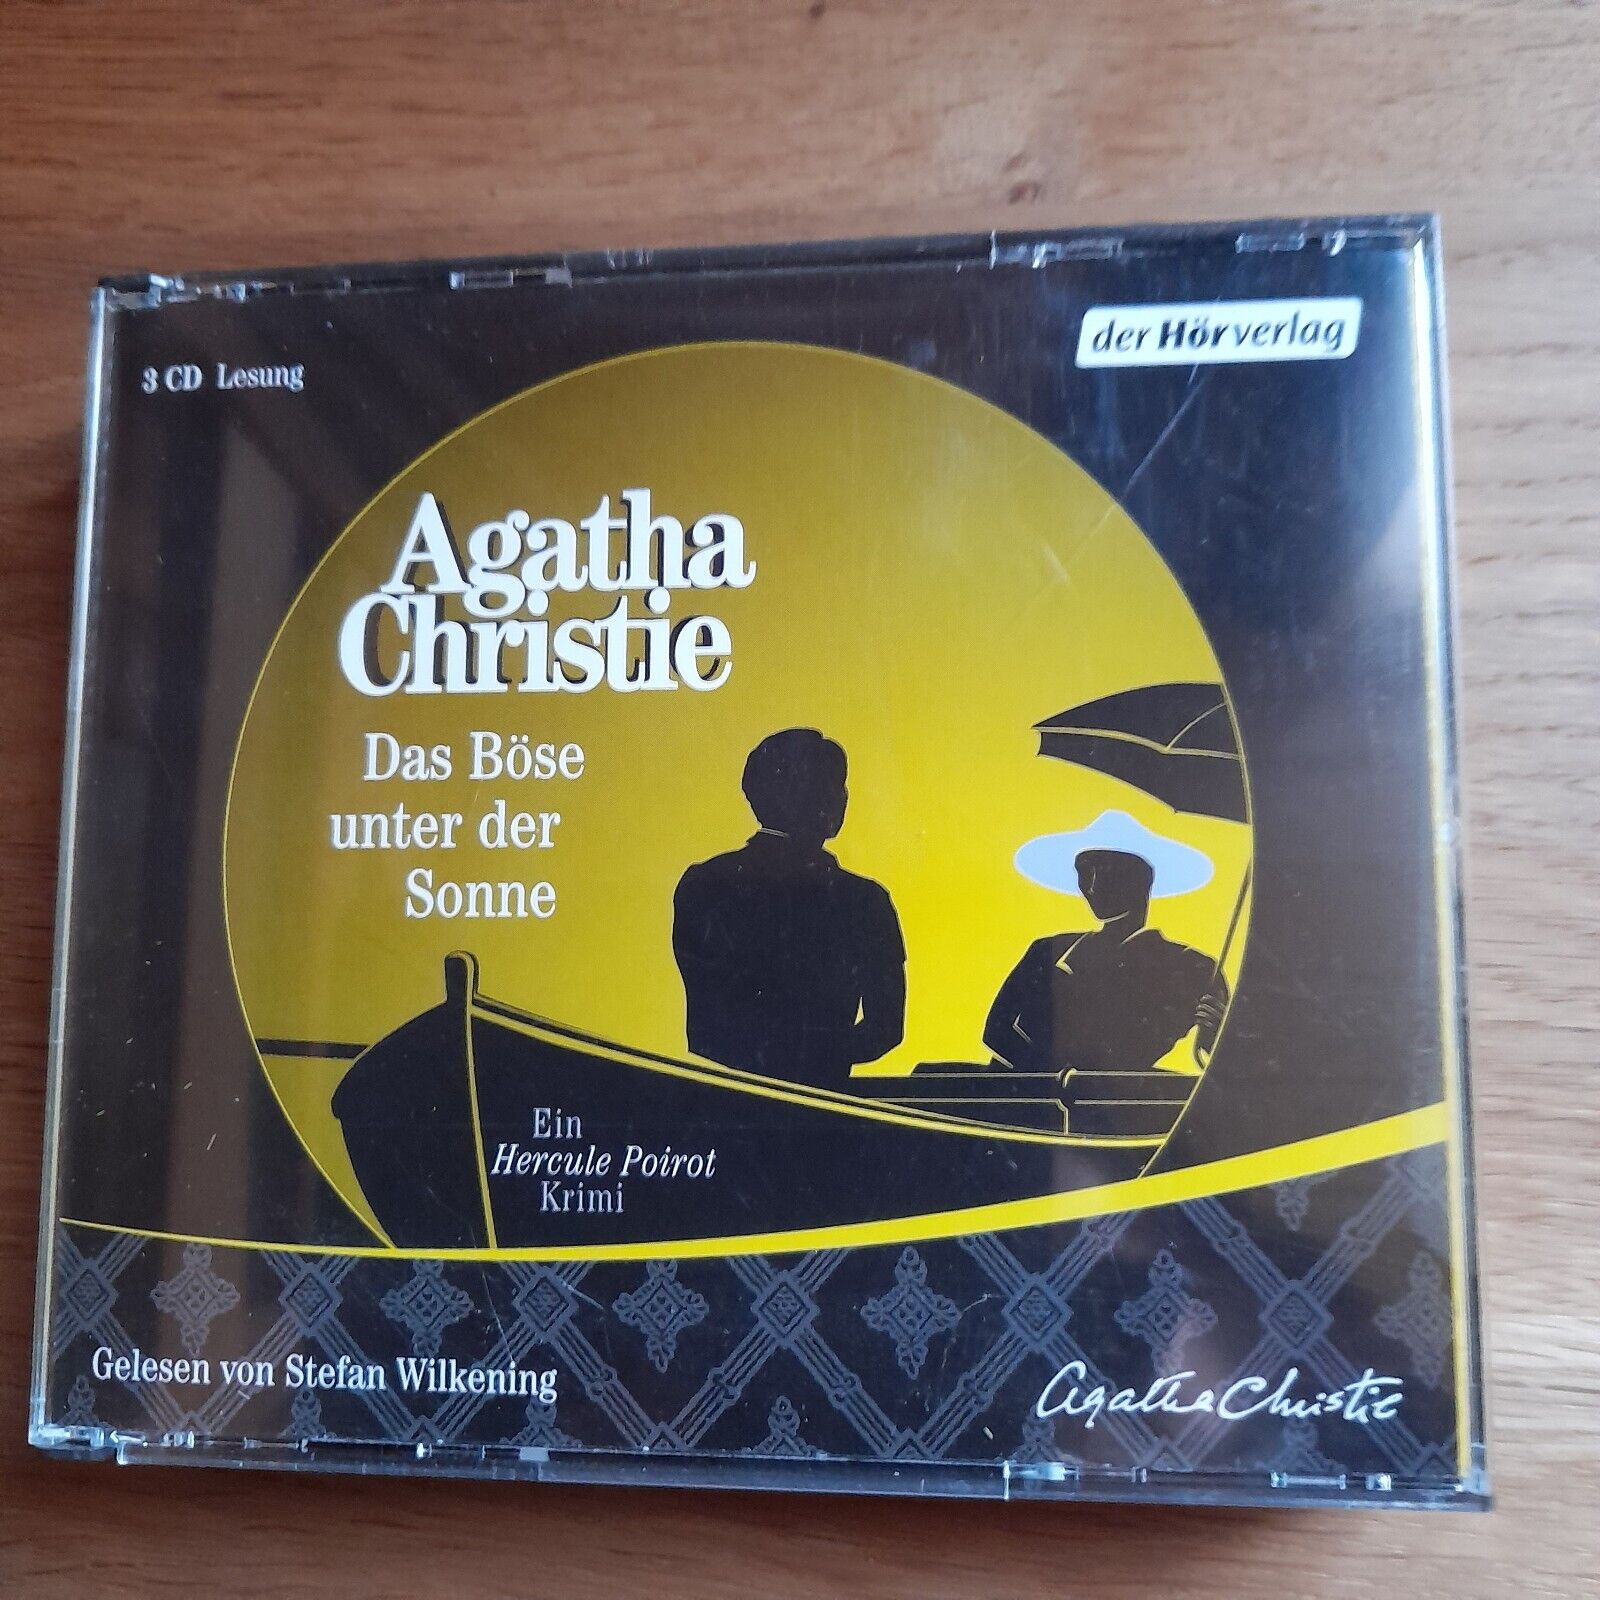 3 CD Lesung
der Hörverlag
Agatha
Christie
Das Böse
unter der
Sonne
Ein
Hercule Poirot
Krimi
Gelesen von Stefan Wilkening
Agatha Christie